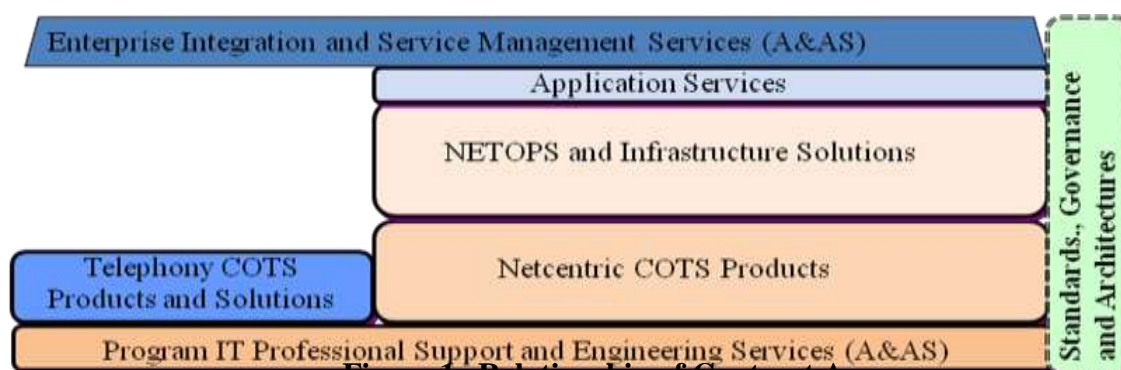 Enterprise Integration and Service Management Services (A&AS)
Application Services
NETOPS and Infrastructure Solutions
Telephony COTS
Products and Solutions
Netcentric COTS Products
Program IT Professional Support and Engineering Services (A&AS)
Standards., Governance
and Architectures